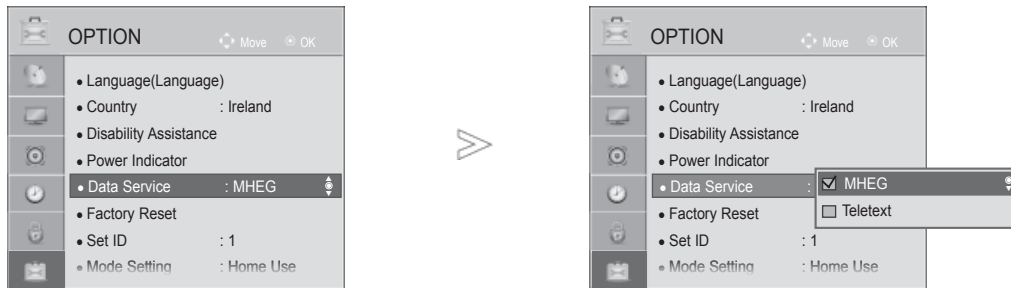 OPTION
Move OK
• Language(Language)
• Country : Ireland
• Disability Assistance
• Power Indicator
• Data Service : MHEG
• Factory Reset
• Set ID : 1
• Mode Setting : Home Use
OPTION
Move OK
• Language(Language)
• Country : Ireland
• Disability Assistance
• Power Indicator
• Data Service : MHEG
Teletext
• Factory Reset
• Set ID : 1
• Mode Setting : Home Use